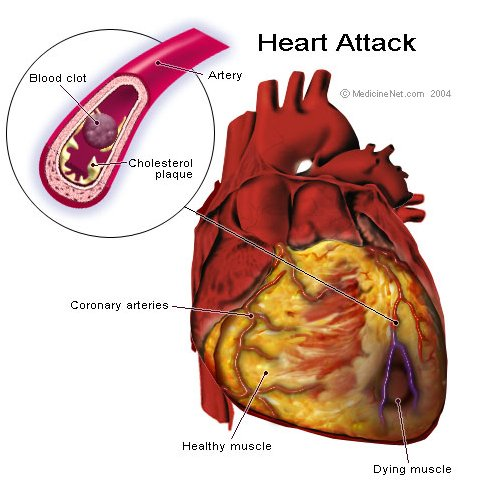 Heart Attack
© MedicineNet.com 2004
Blood clot
Artery
Cholesterol
plaque
Coronary arteries
Healthy muscle
Dying muscle